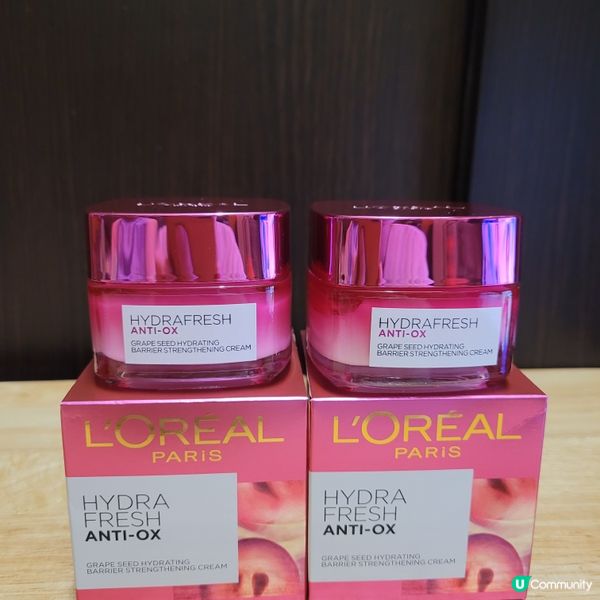 HYDRAFRESH
ANTI-OX
GRAPE SEED HYDRATING
BARRIER STRENGTHENING CREAM
HYDRAFRESH
ANTI-OX
GRAPE SEED HYDRATING
BARRIER STRENGTHENING CREAM
L'ORÉAL
PARIS
HYDRA
FRESH
ANTI-OX
GRAPE SEED HYDRATING
BARRIER STRENGTHENING CREAM
L'ORÉAL
PARIS
HYDRA
FRESH
ANTI-OX
GRAPE SEED HYDRATING
BARRIER STRENGTHENING CREAM
U Community